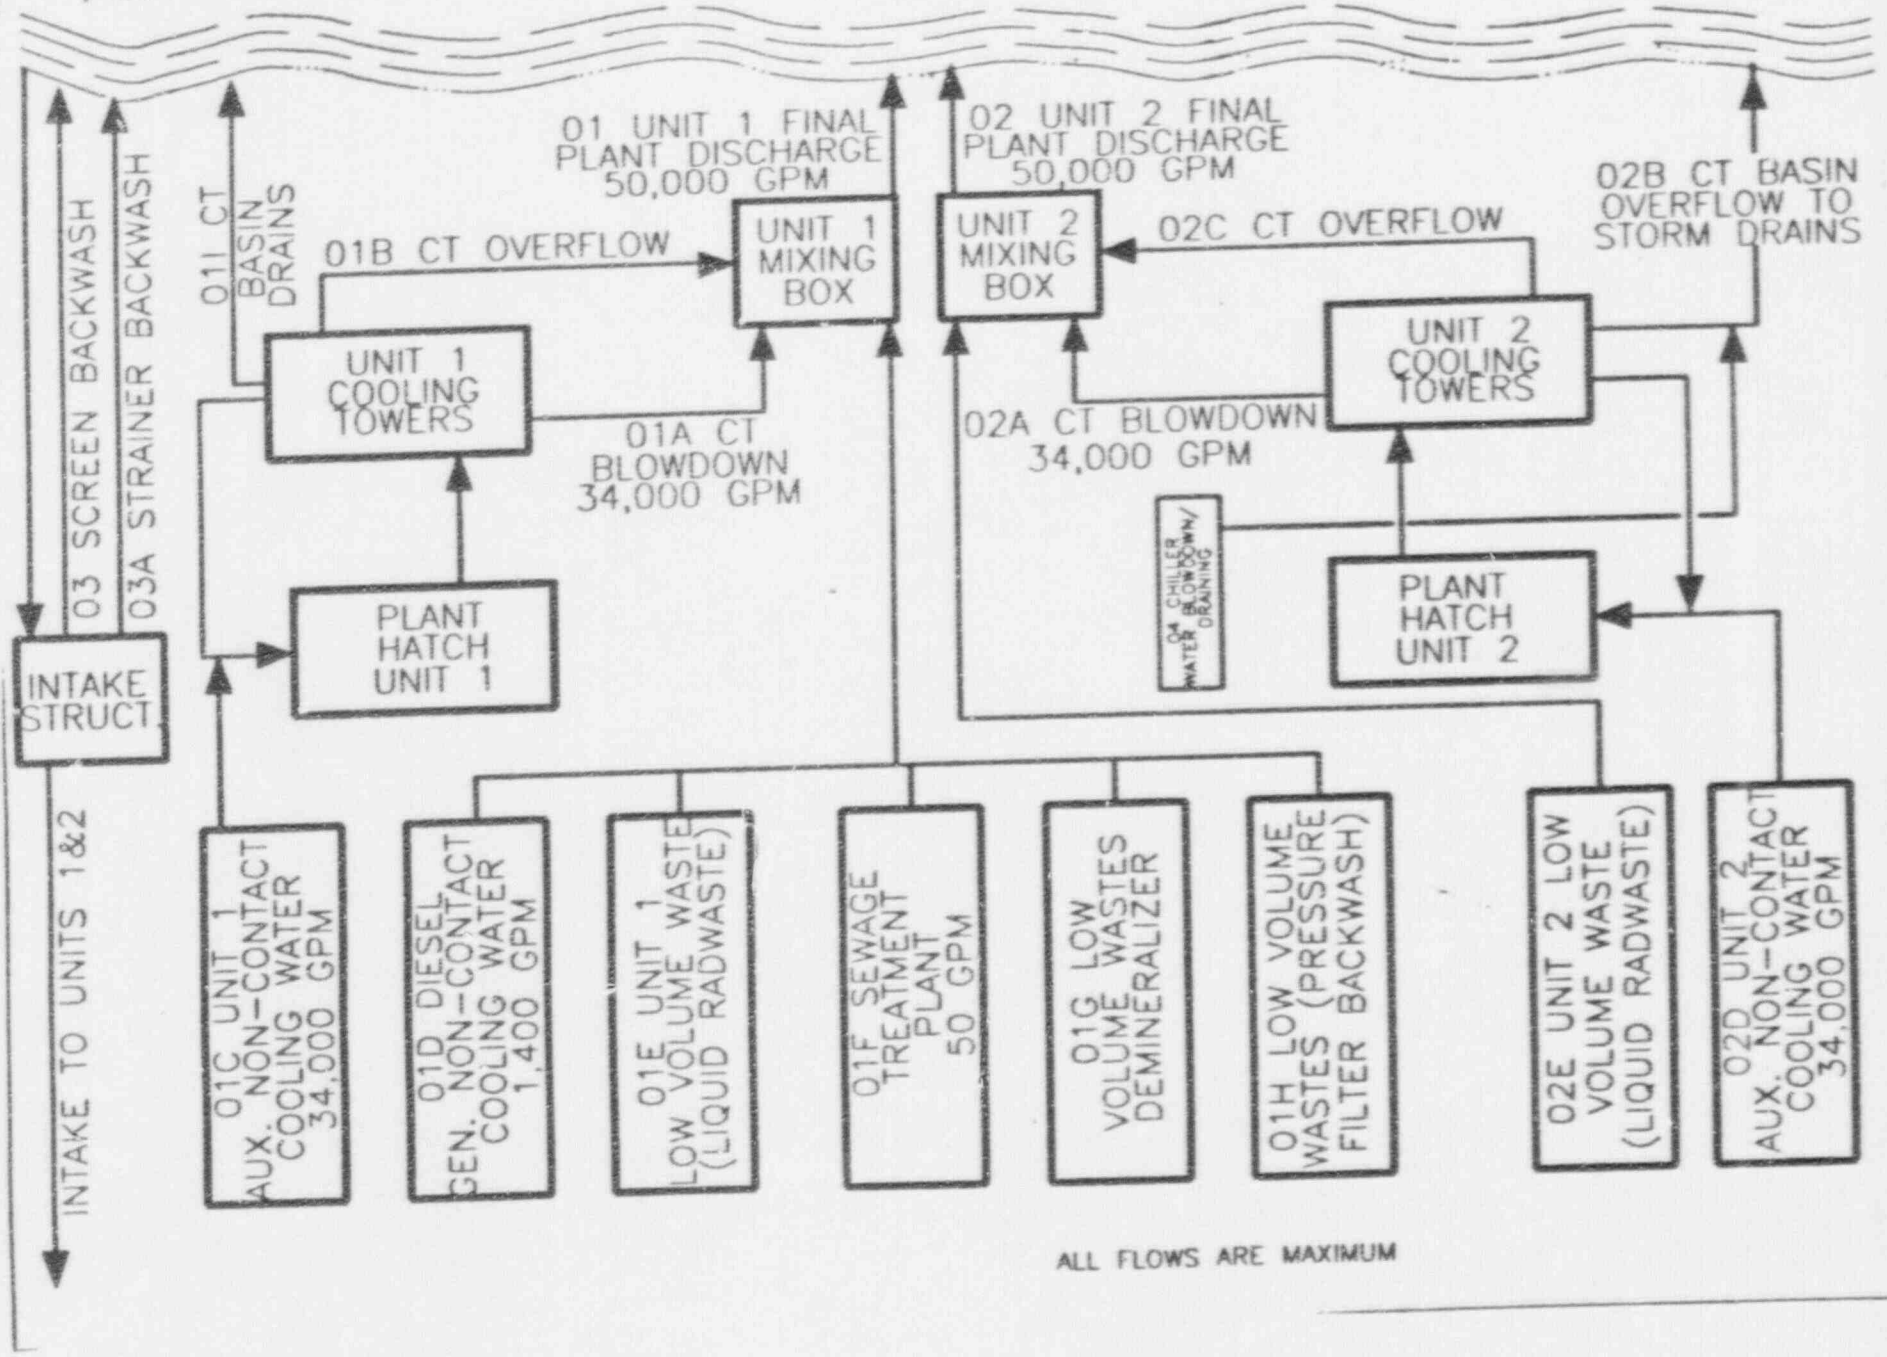 01 UNIT 1 FINAL
PLANT DISCHARGE
50,000 GPM
02 UNIT 2 FINAL
PLANT DISCHARGE
50,000 GPM
02B CT BASIN
OVERFLOW TO
STORM DRAINS
03 SCREEN BACKWASH
03A STRAINER BACKWASH
01I CT
BASIN
DRAINS
01B CT OVERFLOW
UNIT 1
MIXING
BOX
UNIT 2
MIXING
BOX
02C CT OVERFLOW
UNIT 1
COOLING
TOWERS
UNIT 2
COOLING
TOWERS
01A CT
BLOWDOWN
34,000 GPM
02A CT BLOWDOWN
34,000 GPM
04 CHILLER
WATER BLOWDOWN/
DRAINING
PLANT
HATCH
UNIT 1
PLANT
HATCH
UNIT 2
INTAKE
STRUCT.
INTAKE TO UNITS 1&2
01C UNIT 1
AUX. NON-CONTACT
COOLING WATER
34,000 GPM
01D DIESEL
GEN. NON-CONTACT
COOLING WATER
1,400 GPM
01E UNIT 1
LOW VOLUME WASTE
(LIQUID RADWASTE)
01F SEWAGE
TREATMENT
PLANT
50 GPM
01G LOW
VOLUME WASTES
DEMINERALIZER
01H LOW VOLUME
WASTES (PRESSURE
FILTER BACKWASH)
02E UNIT 2 LOW
VOLUME WASTE
(LIQUID RADWASTE)
02D UNIT 2
AUX. NON-CONTACT
COOLING WATER
34,000 GPM
ALL FLOWS ARE MAXIMUM